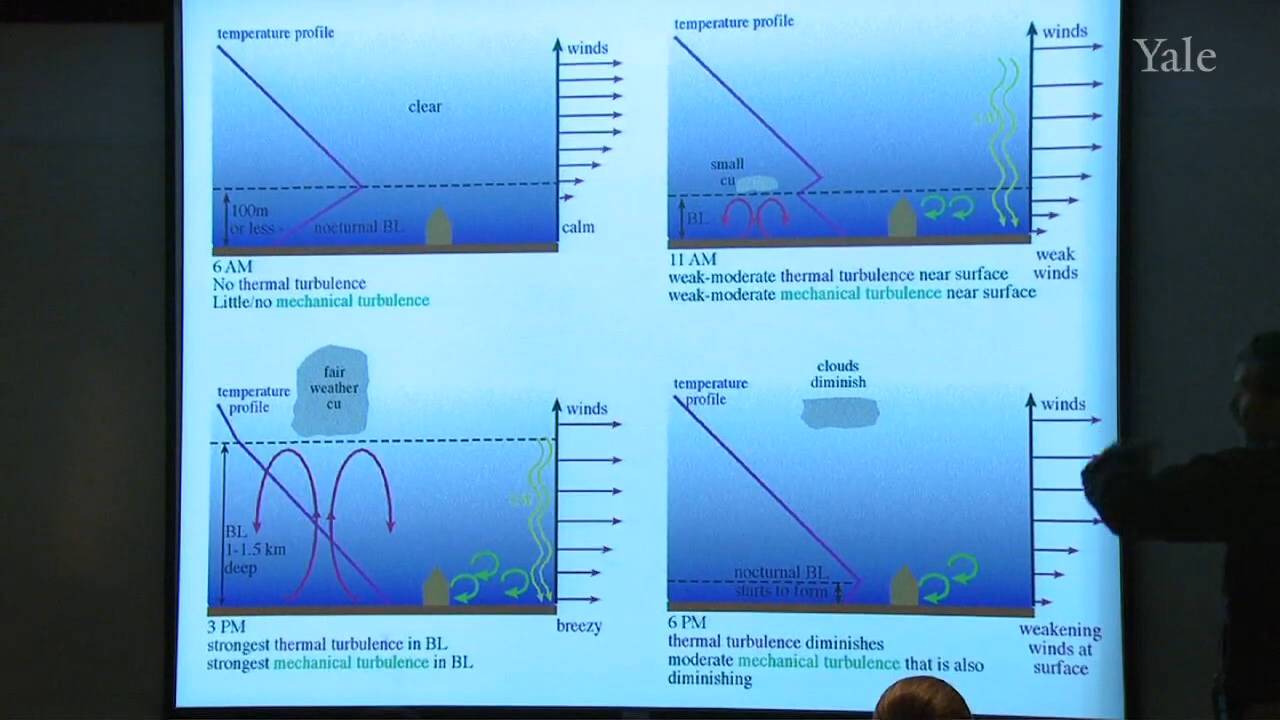 Yale
temperature profile
winds
clear
100m
or less
nocturnal BL
calm
6 AM
No thermal turbulence
Little/no mechanical turbulence
temperature profile
winds
small
cu
BL
weak
winds
11 AM
weak-moderate thermal turbulence near surface
weak-moderate mechanical turbulence near surface
temperature
profile
fair
weather
cu
winds
BL
1-1.5 km
deep
breezy
3 PM
strongest thermal turbulence in BL
strongest mechanical turbulence in BL
temperature
profile
clouds
diminish
winds
nocturnal BL
starts to form
weakening
winds at
surface
6 PM
thermal turbulence diminishes
moderate mechanical turbulence that is also
diminishing